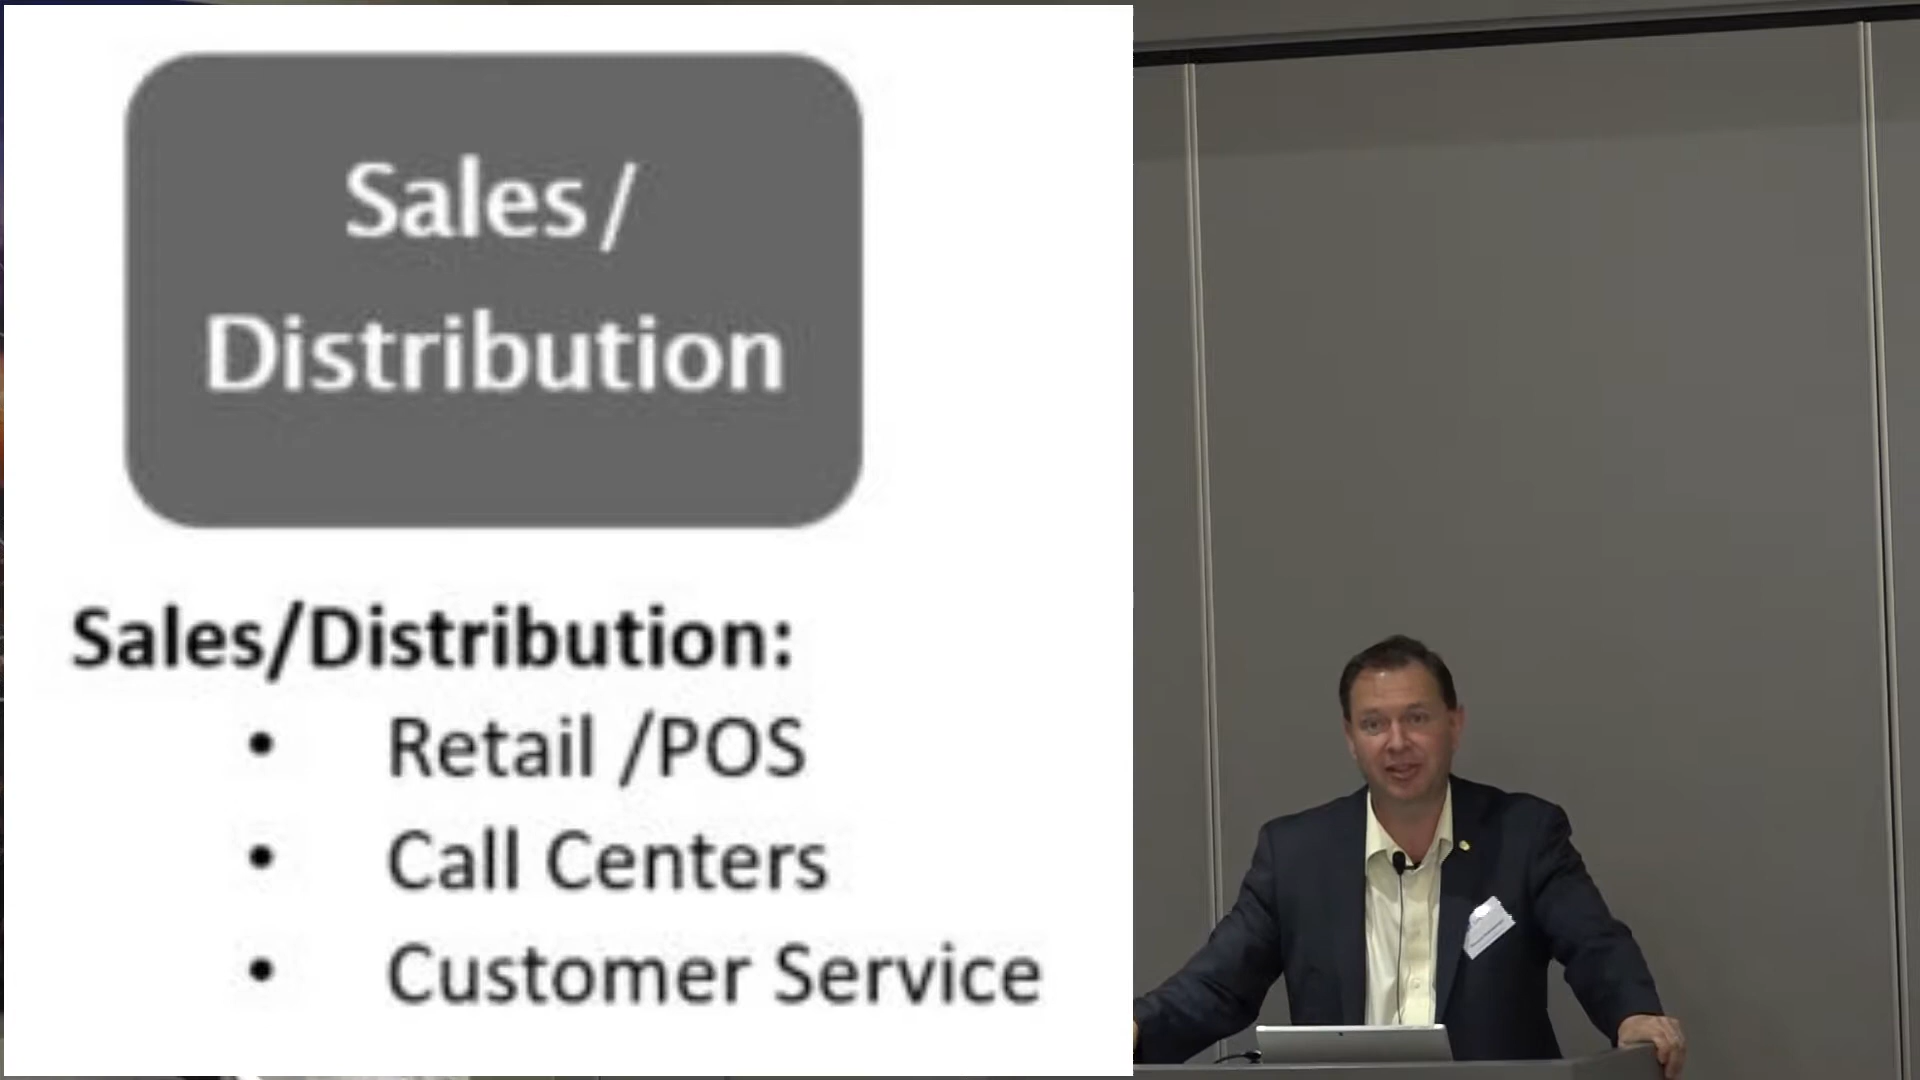 Sales /
Distribution
Sales/Distribution:
• Retail /POS
• Call Centers
• Customer Service